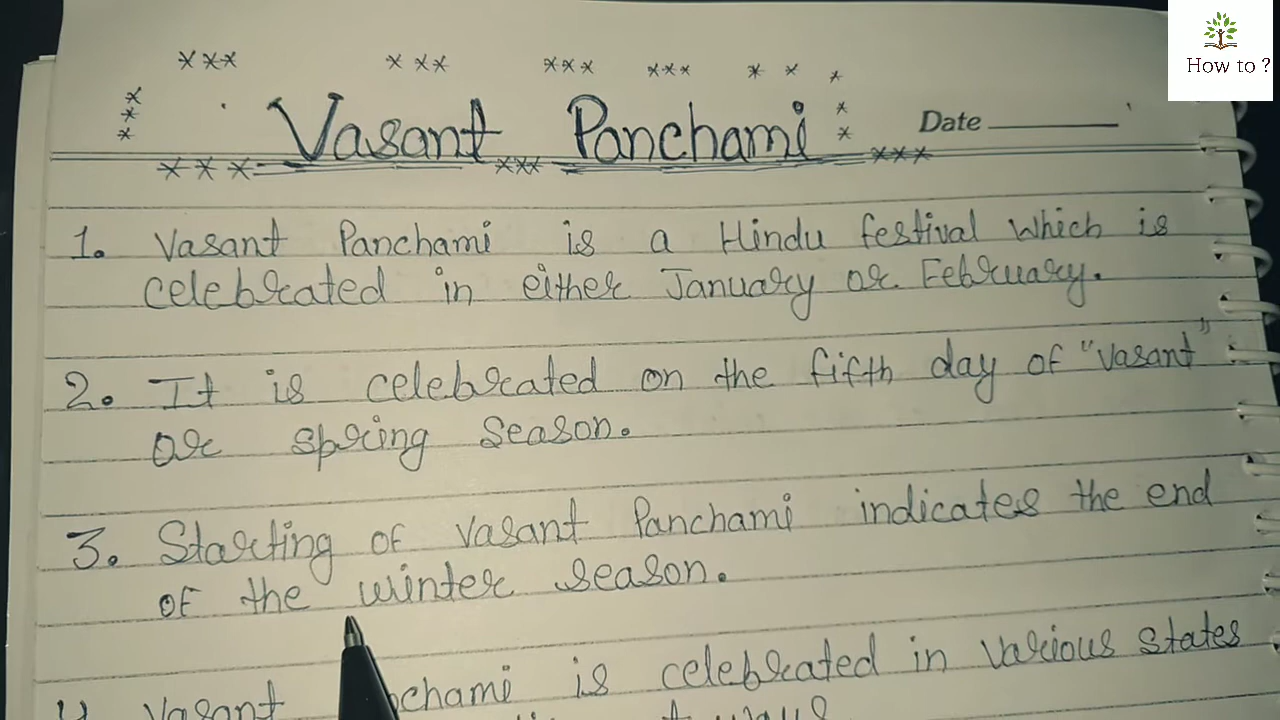 How to ?
*** *** *** *** * * *
Vasant Panchami
Date
1. Vasant Panchami is a Hindu festival which is
celebrated in either January or February.
2. It is celebrated on the fifth day of "Vasant"
or spring season.
3. Starting of Vasant Panchami indicates the end
of the winter season.
4. Vasant chami is celebrated in various states